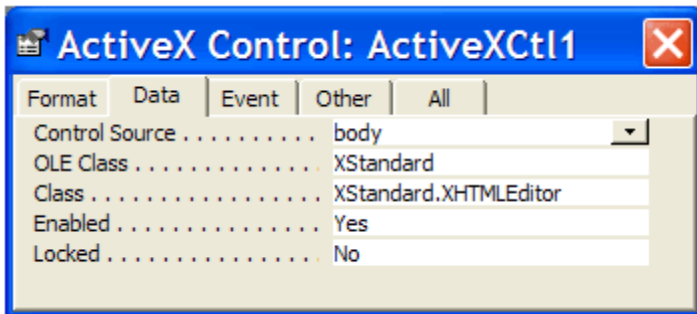 ActiveX Control: ActiveXCtl1
Format Data Event Other All
Control Source . . . . . . . . . . body
OLE Class . . . . . . . . . . . . . . XStandard
Class . . . . . . . . . . . . . . . . . . XStandard.XHTMLEditor
Enabled . . . . . . . . . . . . . . . . Yes
Locked . . . . . . . . . . . . . . . . No